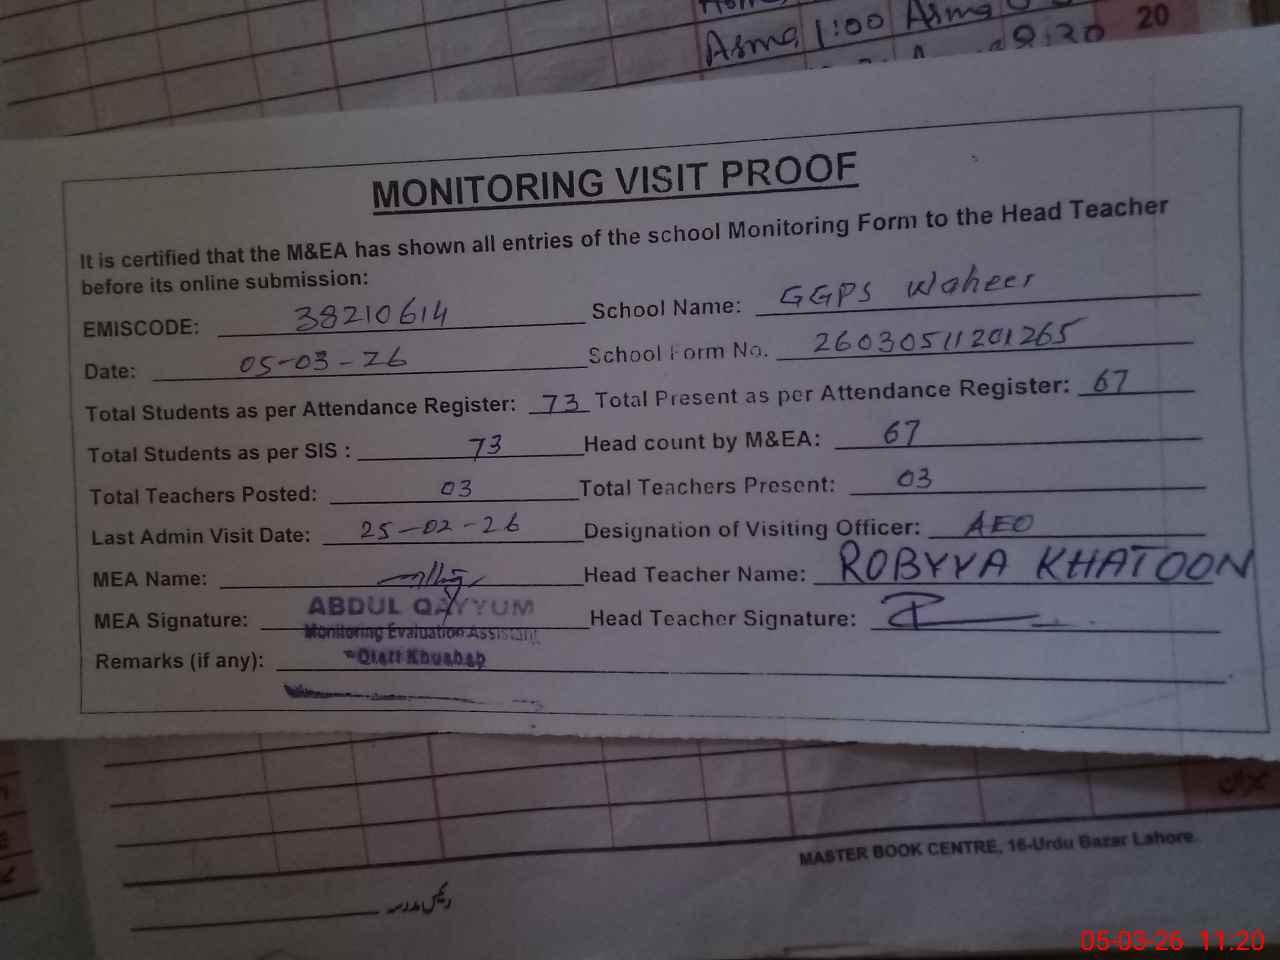 Asma 1:00 Asma
9:20
20
MONITORING VISIT PROOF
It is certified that the M&EA has shown all entries of the school Monitoring Form to the Head Teacher
before its online submission:
EMISCODE: 38210614 School Name: GGPS Waheer
Date: 05-03-26 School Form No. 26030511201265
Total Students as per Attendance Register: 73 Total Present as per Attendance Register: 67
Total Students as per SIS : 73 Head count by M&EA: 67
Total Teachers Posted: 03 Total Teachers Present: 03
Last Admin Visit Date: 25-02-26 Designation of Visiting Officer: AEO
MEA Name: Head Teacher Name: ROBYYA KHATOON
ABDUL QAYYUM
MEA Signature: Head Teacher Signature:
Monitoring Evaluation Assistant
Remarks (if any):
MASTER BOOK CENTRE, 16-Urdu Bazar Lahore.
رئیس مدرسہ
05-03-26 11:20